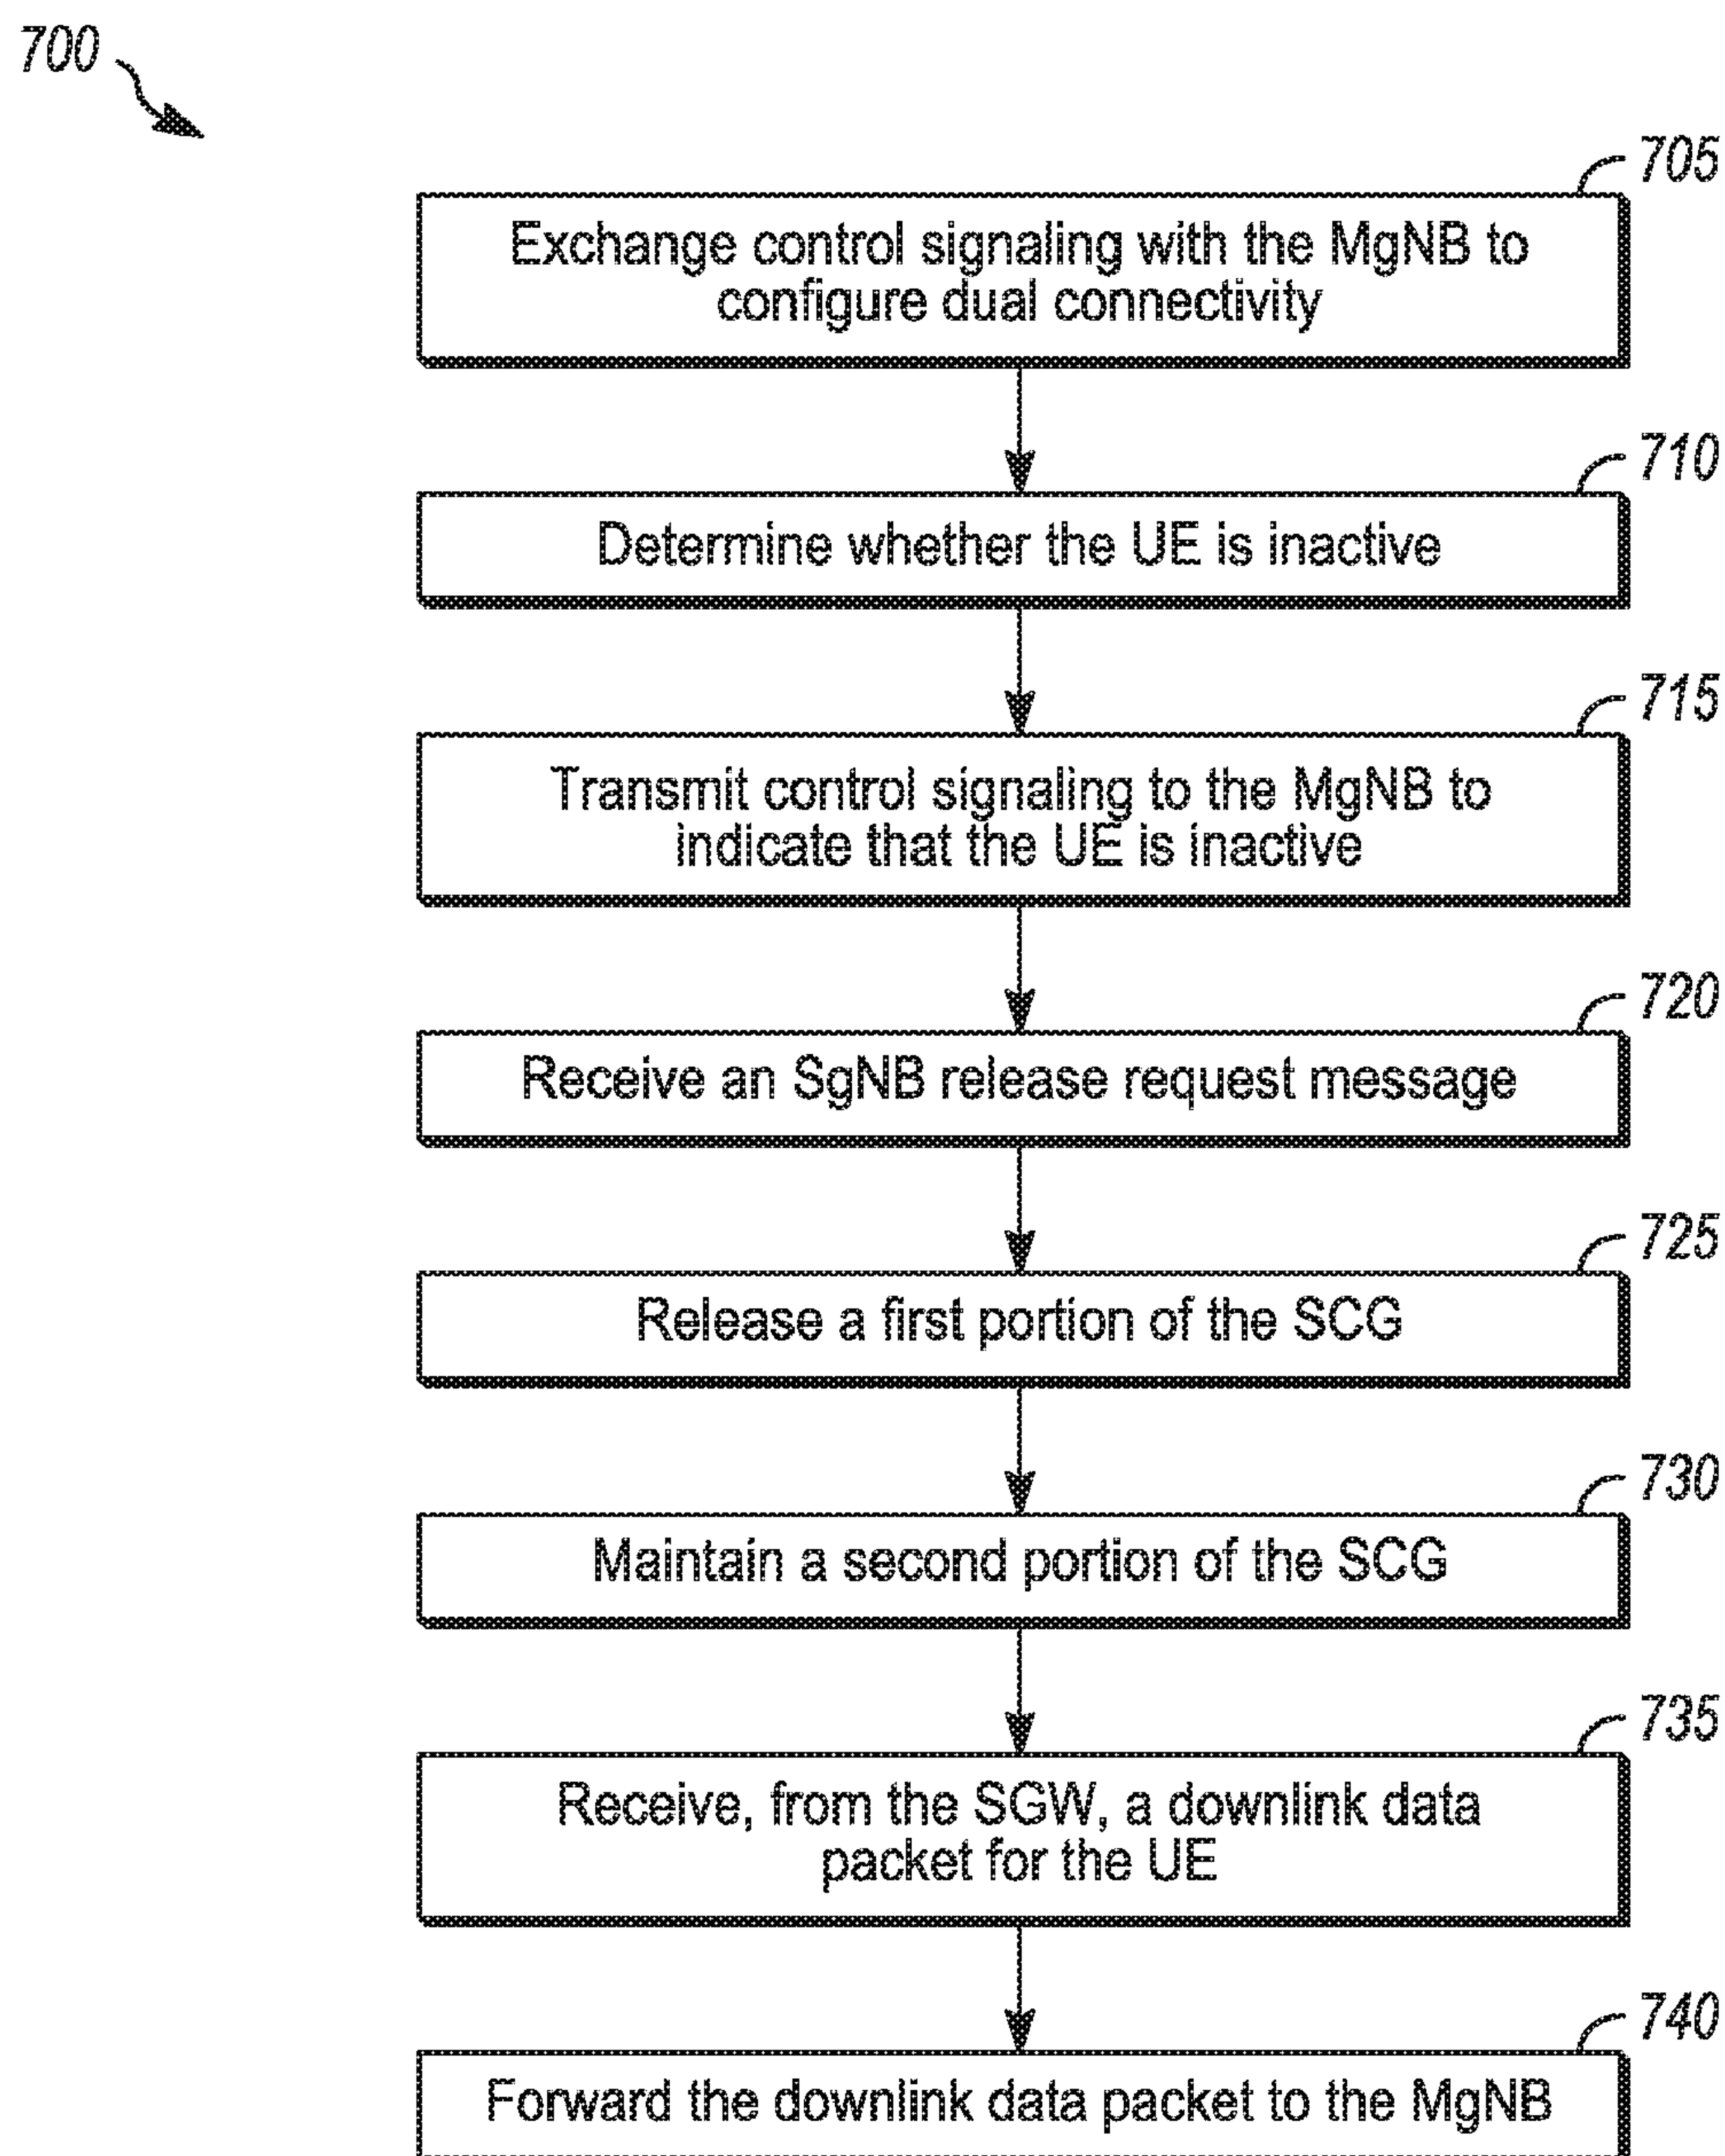 700
705
Exchange control signaling with the MgNB to
configure dual connectivity
710
Determine whether the UE is inactive
715
Transmit control signaling to the MgNB to
indicate that the UE is inactive
720
Receive an SgNB release request message
725
Release a first portion of the SCG
730
Maintain a second portion of the SCG
735
Receive, from the SGW, a downlink data
packet for the UE
740
Forward the downlink data packet to the MgNB